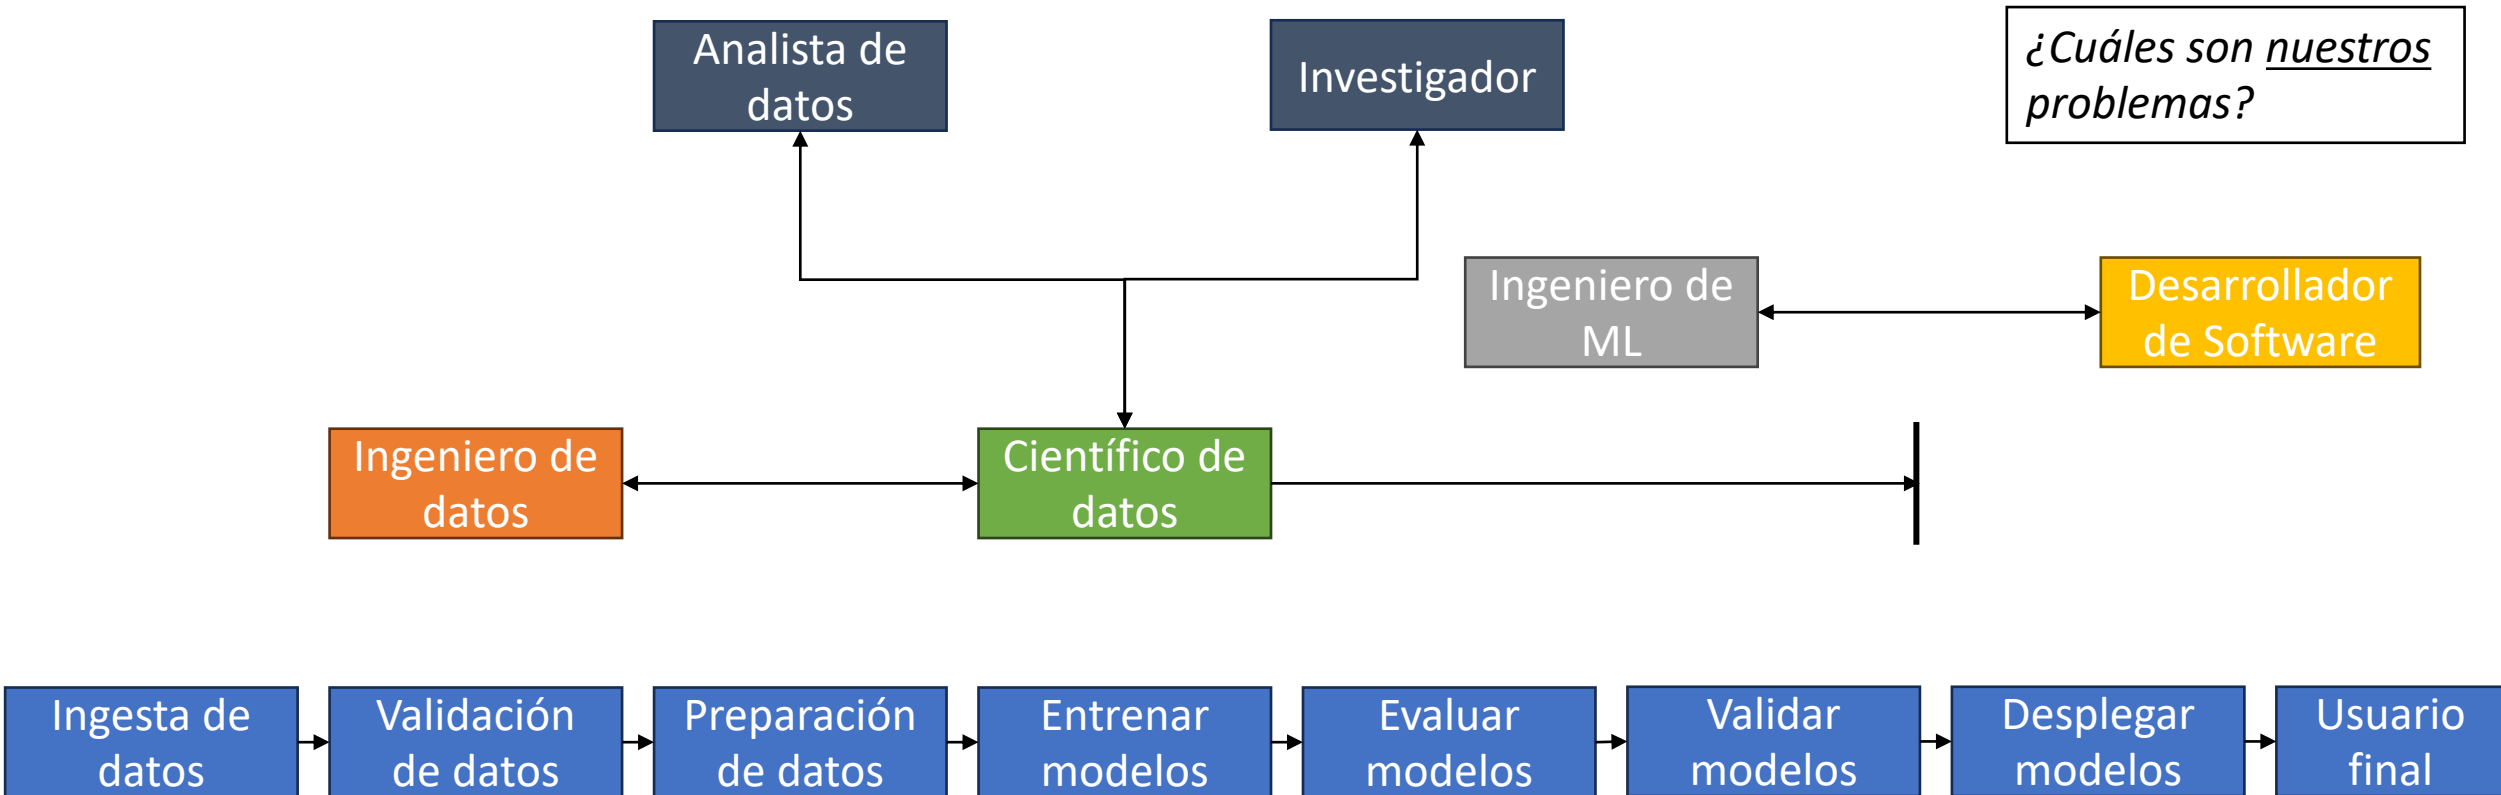 Analista de
datos
Investigador
¿Cuáles son nuestros
problemas?
Ingeniero de
ML
Desarrollador
de Software
Ingeniero de
datos
Científico de
datos
Ingesta de
datos
Validación
de datos
Preparación
de datos
Entrenar
modelos
Evaluar
modelos
Validar
modelos
Desplegar
modelos
Usuario
final